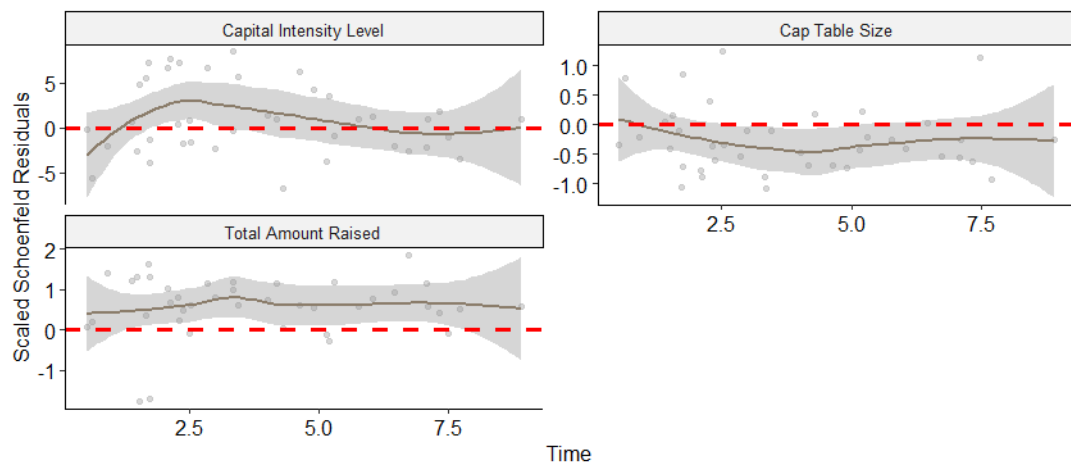 Capital Intensity Level
Cap Table Size
5
0
-5
1.0
0.5
0.0
-0.5
-1.0
2.5 5.0 7.5
Total Amount Raised
2
1
0
-1
2.5 5.0 7.5
Scaled Schoenfeld Residuals
Time